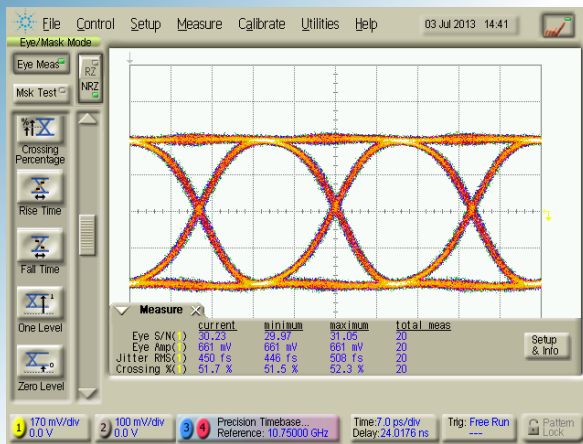 File Control Setup Measure Calibrate Utilities Help 03 Jul 2013 14:41
Eye/Mask Mode
Eye Meas
RZ
NRZ
Msk Test
Crossing
Percentage
Rise Time
Fall Time
One Level
Zero Level
Measure
current minimum maximum total meas
Eye S/N(1) 30.23 29.97 31.05 20
Eye Amp(1) 661 mV 661 mV 661 mV 20
Jitter RMS(1) 450 fs 446 fs 508 fs 20
Crossing %(1) 51.7 % 51.5 % 52.3 % 20
Setup
& Info
1 170 mV/div
0.0 V
2 100 mV/div
0.0 V
3 4 Precision Timebase...
Reference: 10.75000 GHz
Time:7.0 ps/div
Delay:24.0176 ns
Trig: Free Run
---
Pattern
Lock